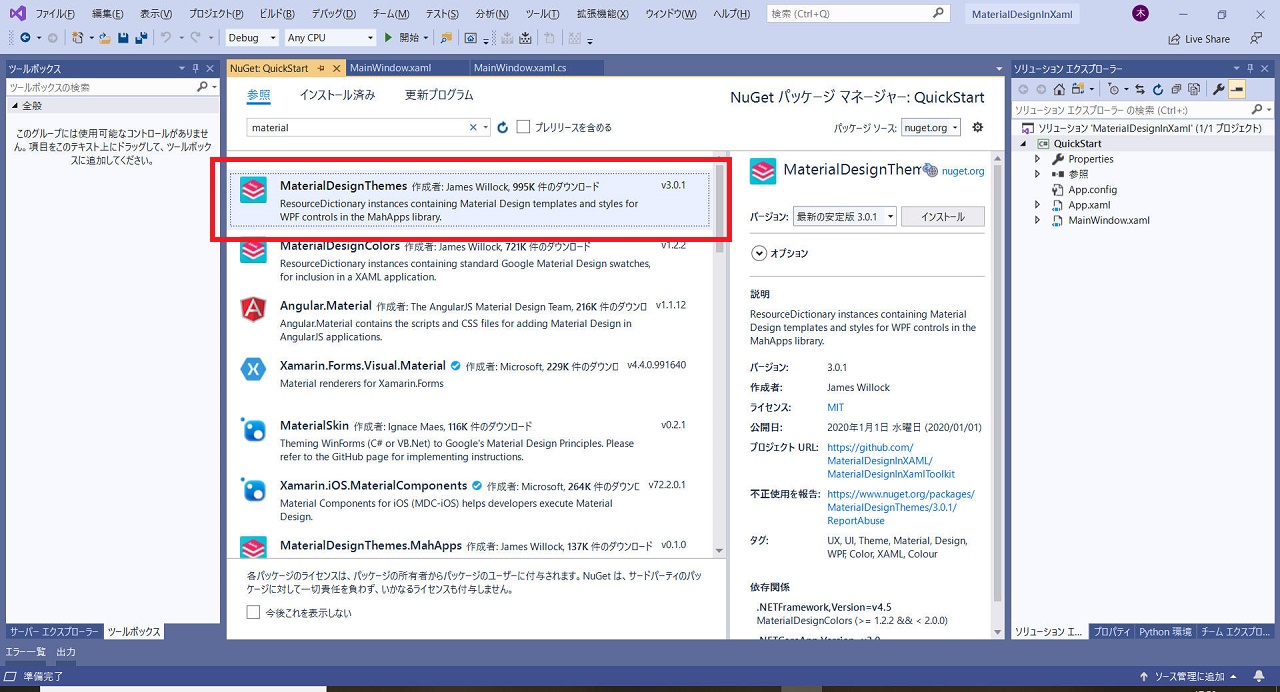 ファイル(F) 編集(E) 表示(V) プロジェクト(P) ビルド(B) デバッグ(D) チーム(M) テスト(S) 分析(N) ツール(T) 拡張機能(X) ウィンドウ(W) ヘルプ(H) 検索 (Ctrl+Q) MaterialDesignInXaml 木
Debug Any CPU 開始 Live Share
ツールボックス
ツールボックスの検索
全般
このグループには使用可能なコントロールがありません。
項目をこのテキスト上にドラッグして、ツールボックス
に追加してください。
サーバー エクスプローラー ツールボックス
NuGet: QuickStart MainWindow.xaml MainWindow.xaml.cs
参照 インストール済み 更新プログラム
NuGet パッケージ マネージャー: QuickStart
material プレリリースを含める パッケージ ソース: nuget.org
MaterialDesignThemes 作成者: James Willock, 995K 件のダウンロード v3.0.1
ResourceDictionary instances containing Material Design templates and styles for
WPF controls in the MahApps library.
MaterialDesignColors 作成者: James Willock, 721K 件のダウンロード v1.2.2
ResourceDictionary instances containing standard Google Material Design swatches,
for inclusion in a XAML application.
Angular.Material 作成者: The AngularJS Material Design Team, 216K 件のダウンロ v1.1.12
Angular.Material contains the scripts and CSS files for adding Material Design in
AngularJS applications.
Xamarin.Forms.Visual.Material 作成者: Microsoft, 229K 件のダウンロ v4.4.0.991640
Material renderers for Xamarin.Forms
MaterialSkin 作成者: Ignace Maes, 116K 件のダウンロード v0.2.1
Theming WinForms (C# or VB.Net) to Google's Material Design Principles. Please
refer to the GitHub page for implementing instructions.
Xamarin.iOS.MaterialComponents 作成者: Microsoft, 264K 件のダウン v72.2.0.1
Material Components for iOS (MDC-iOS) helps developers execute Material
Design.
MaterialDesignThemes.MahApps 作成者: James Willock, 137K 件のダウンロード v0.1.0
各パッケージのライセンスは、パッケージの所有者からパッケージのユーザーに付与されます。NuGet は、サードパーティのパッ
ケージに対して一切責任を負わず、いかなるライセンスも付与しません。
今後これを表示しない
MaterialDesignThem nuget.org
バージョン: 最新の安定版 3.0.1 インストール
オプション
説明
ResourceDictionary instances containing Material
Design templates and styles for WPF controls in the
MahApps library.
バージョン: 3.0.1
作成者: James Willock
ライセンス: MIT
公開日: 2020年1月1日 水曜日 (2020/01/01)
プロジェクト URL: https://github.com/
MaterialDesignInXAML/
MaterialDesignInXamlToolkit
不正使用を報告: https://www.nuget.org/packages/
MaterialDesignThemes/3.0.1/
ReportAbuse
タグ: UX, UI, Theme, Material, Design,
WPF, Color, XAML, Colour
依存関係
.NETFramework,Version=v4.5
MaterialDesignColors (>= 1.2.2 && < 2.0.0)
.NETCoreApp,Version=v3.0
ソリューション エクスプローラー
ソリューション エクスプローラー の検索 (Ctrl+:)
ソリューション 'MaterialDesignInXaml' (1/1 プロジェクト)
QuickStart
Properties
参照
App.config
App.xaml
MainWindow.xaml
ソリューション エ... プロパティ Python 環境 チーム エクスプロ...
エラー一覧 出力
準備完了 ソース管理に追加